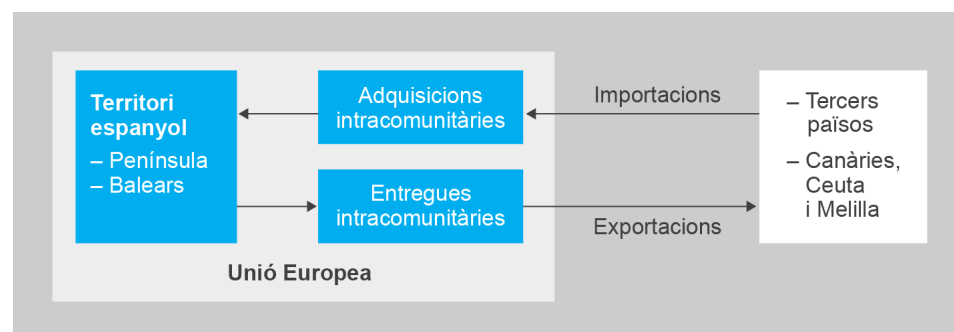 Territori
espanyol
– Península
– Balears
Adquisicions
intracomunitàries
Entregues
intracomunitàries
Unió Europea
Importacions
Exportacions
– Tercers
països
– Canàries,
Ceuta
i Melilla